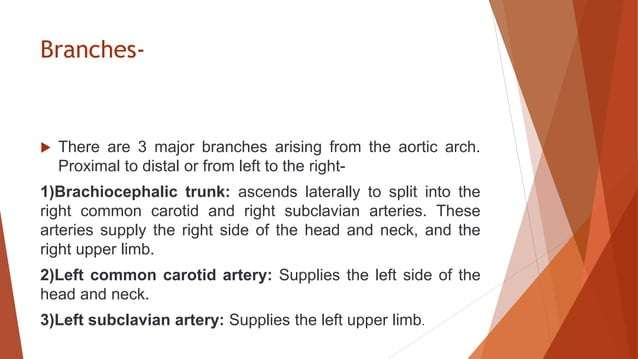 Branches-
There are 3 major branches arising from the aortic arch.
Proximal to distal or from left to the right-
1)Brachiocephalic trunk: ascends laterally to split into the
right common carotid and right subclavian arteries. These
arteries supply the right side of the head and neck, and the
right upper limb.
2)Left common carotid artery: Supplies the left side of the
head and neck.
3)Left subclavian artery: Supplies the left upper limb.